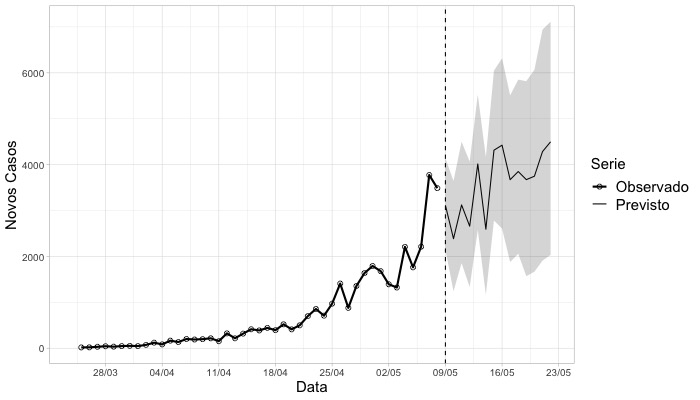 Novos Casos
6000
4000
2000
0
28/03 04/04 11/04 18/04 25/04 02/05 09/05 16/05 23/05
Data
Serie
Observado
Previsto